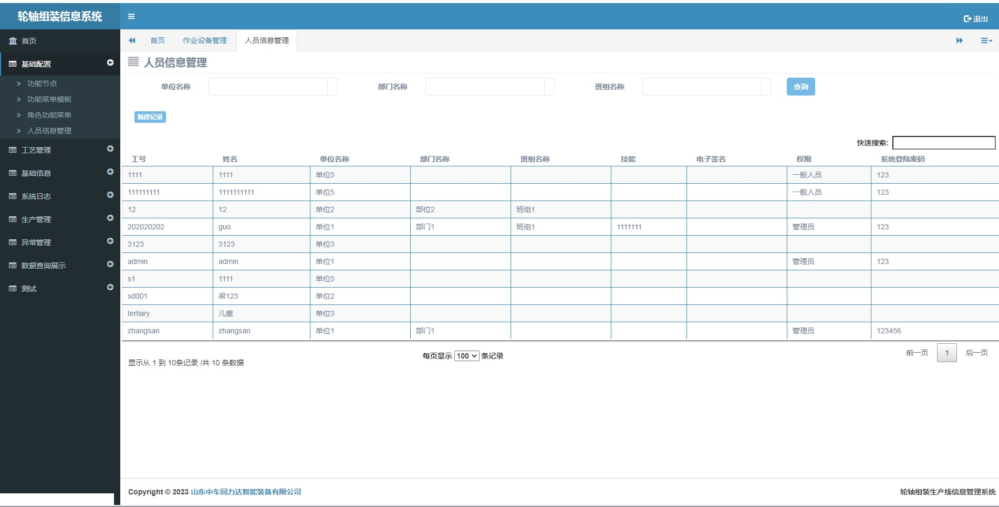 轮轴组装信息系统
退出
首页
基础配置
功能节点
功能菜单模板
角色功能菜单
人员信息管理
工艺管理
基础信息
系统日志
生产管理
异常管理
数据查询展示
测试
首页 作业设备管理 人员信息管理
人员信息管理
单位名称 部门名称 班组名称 查询
新建记录
快速搜索:
工号 姓名 单位名称 部门名称 班组名称 技能 电子签名 权限 系统登陆密码
1111 1111 单位5 一般人员 123
111111111 1111111111 单位5 一般人员 123
12 12 单位2 部位2 班组1
202020202 guo 单位1 部门1 班组1 1111111 管理员 123
3123 3123 单位3
admin admin 单位1 管理员 123
s1 1111 单位5
sd001 梁123 单位2
tertiary 儿童 单位3
zhangsan zhangsan 单位1 部门1 管理员 123456
显示从 1 到 10条记录 /共 10 条数据
每页显示 100 条记录
前一页 1 后一页
Copyright © 2023 山东中车同力达智能装备有限公司
轮轴组装生产线信息管理系统